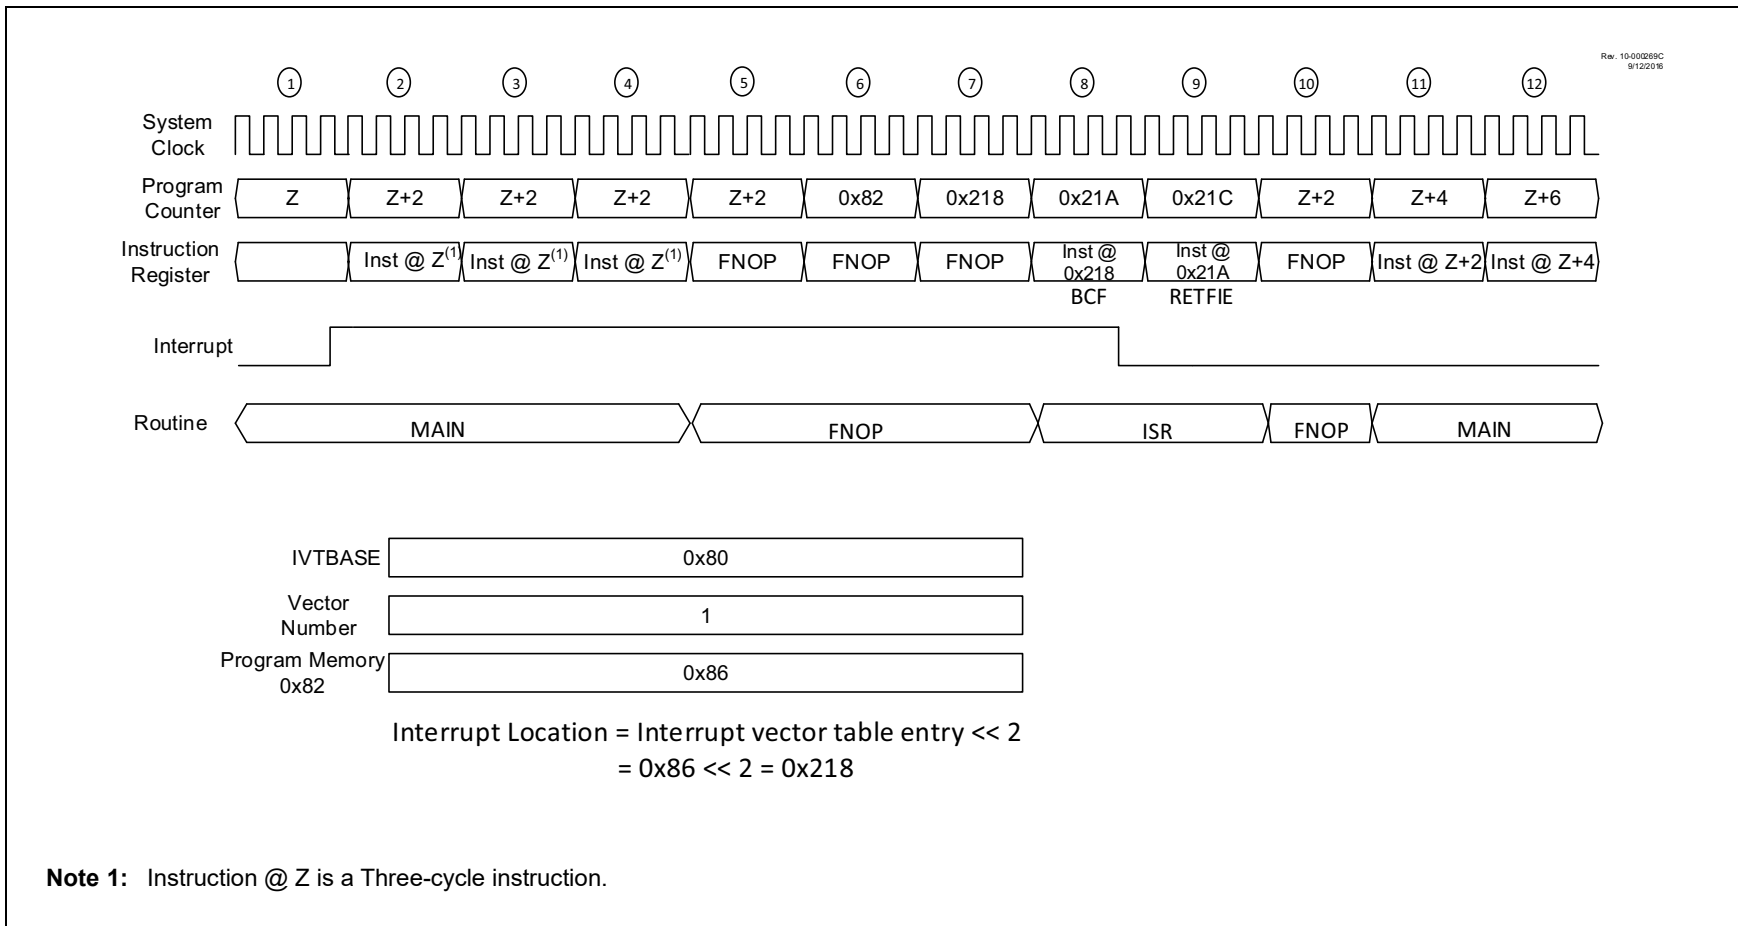 Rev. 10-000269C
9/12/2016
1 2 3 4 5 6 7 8 9 10 11 12
System
Clock
Program
Counter
Z Z+2 Z+2 Z+2 Z+2 0x82 0x218 0x21A 0x21C Z+2 Z+4 Z+6
Instruction
Register
Inst @ Z(1) Inst @ Z(1) Inst @ Z(1) FNOP FNOP FNOP Inst @ 0x218 Inst @ 0x21A FNOP Inst @ Z+2 Inst @ Z+4
BCF RETFIE
Interrupt
Routine MAIN FNOP ISR FNOP MAIN
IVTBASE 0x80
Vector
Number
1
Program Memory
0x82
0x86
Interrupt Location = Interrupt vector table entry << 2
= 0x86 << 2 = 0x218
Note 1: Instruction @ Z is a Three-cycle instruction.